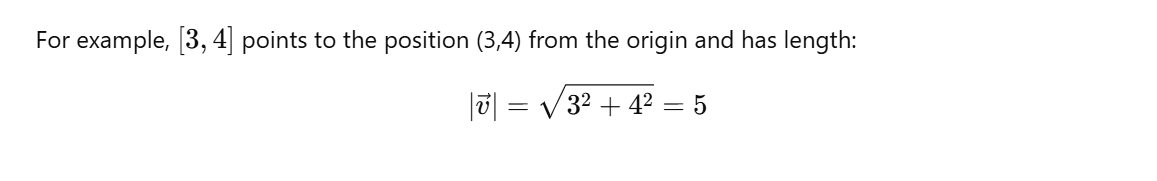 For example, [3, 4] points to the position (3,4) from the origin and has length:
|v⃗| = √(3² + 4²) = 5